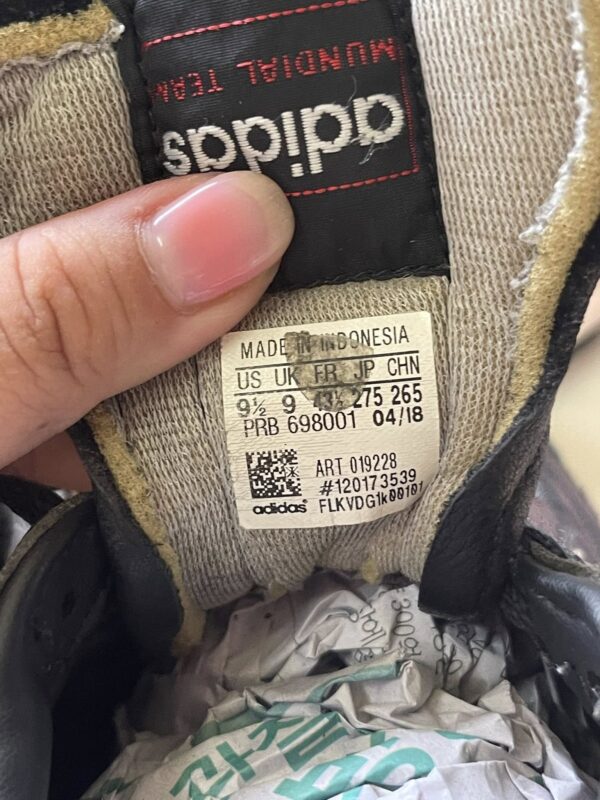 MUNDIAL TEAM
adidas
MADE IN INDONESIA
US UK FR JP CHN
9½ 9 43⅓ 275 265
PRB 698001 04/18
ART 019228
#120173539
adidas FLKVDG1k00101